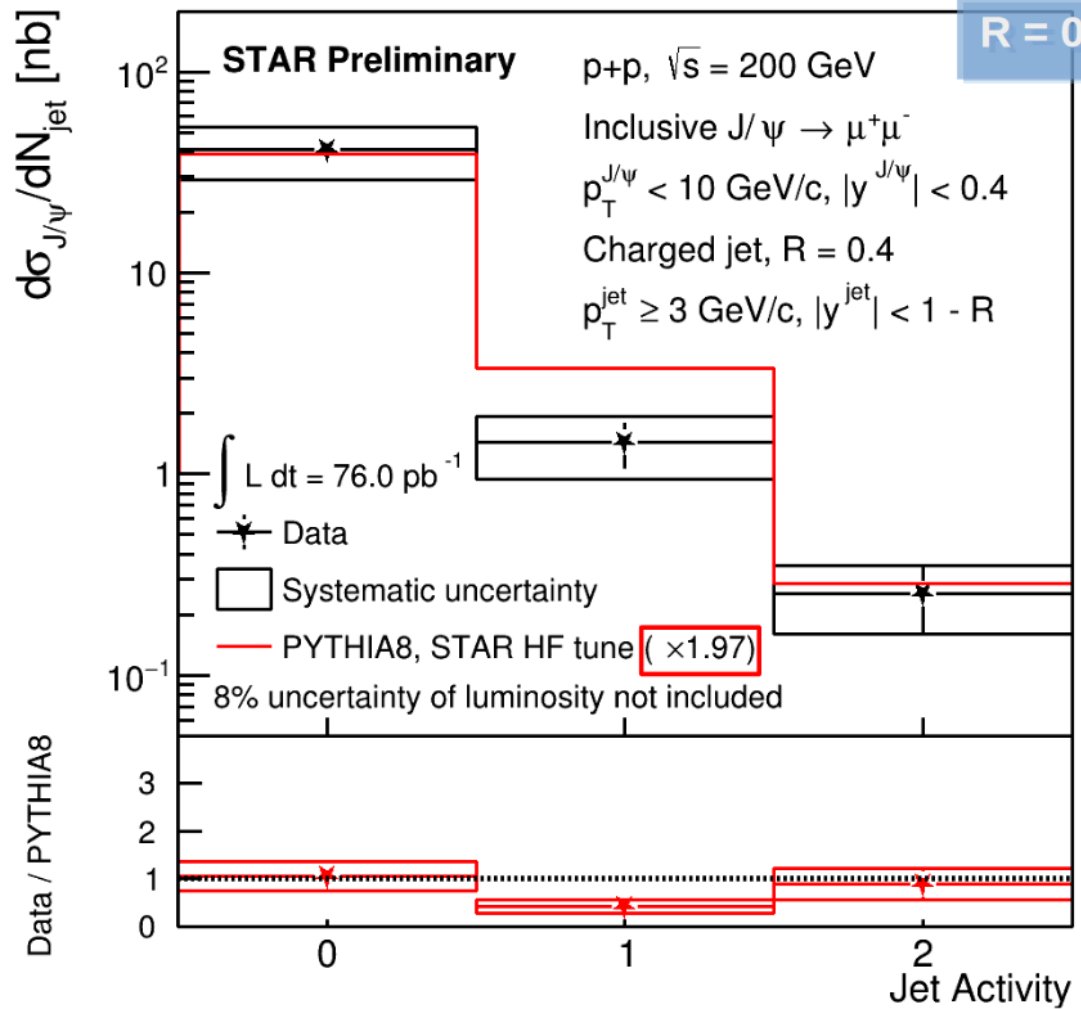 R = 0
STAR Preliminary
p+p, √s = 200 GeV
Inclusive J/ψ → μ⁺μ⁻
p_T^{J/ψ} < 10 GeV/c, |y^{J/ψ}| < 0.4
Charged jet, R = 0.4
p_T^{jet} ≥ 3 GeV/c, |y^{jet}| < 1 - R
dσ_{J/ψ}/dN_{jet} [nb]
10²
10
1
10⁻¹
∫ L dt = 76.0 pb⁻¹
Data
Systematic uncertainty
PYTHIA8, STAR HF tune ( ×1.97)
8% uncertainty of luminosity not included
Data / PYTHIA8
3
2
1
0
0 1 2
Jet Activity